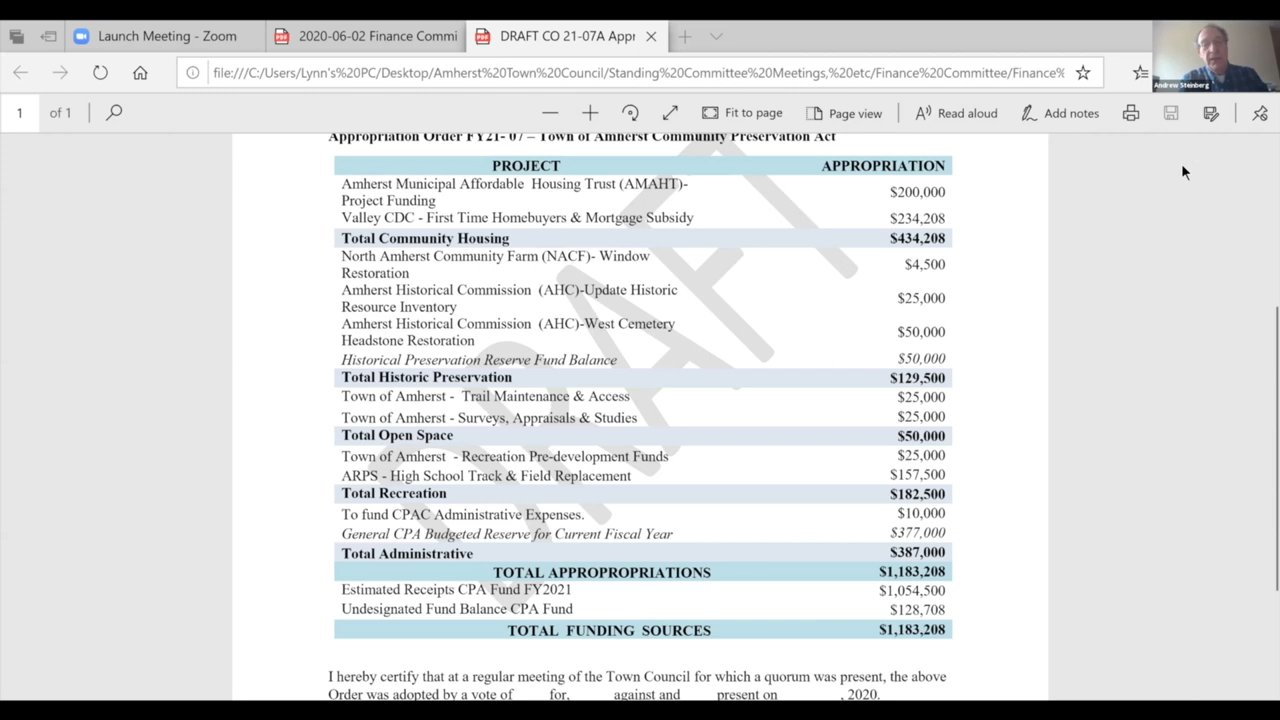 Launch Meeting - Zoom
2020-06-02 Finance Commi
DRAFT CO 21-07A Appr
Andrew Steinberg
file:///C:/Users/Lynn's%20PC/Desktop/Amherst%20Town%20Council/Standing%20Committee%20Meetings,%20etc/Finance%20Committee/Finance%
1 of 1
Fit to page
Page view
Read aloud
Add notes
Appropriation Order FY21- 07 – Town of Amherst Community Preservation Act
PROJECT APPROPRIATION
Amherst Municipal Affordable Housing Trust (AMAHT)-
Project Funding $200,000
Valley CDC - First Time Homebuyers & Mortgage Subsidy $234,208
Total Community Housing $434,208
North Amherst Community Farm (NACF)- Window
Restoration $4,500
Amherst Historical Commission (AHC)-Update Historic
Resource Inventory $25,000
Amherst Historical Commission (AHC)-West Cemetery
Headstone Restoration $50,000
Historical Preservation Reserve Fund Balance $50,000
Total Historic Preservation $129,500
Town of Amherst - Trail Maintenance & Access $25,000
Town of Amherst - Surveys, Appraisals & Studies $25,000
Total Open Space $50,000
Town of Amherst - Recreation Pre-development Funds $25,000
ARPS - High School Track & Field Replacement $157,500
Total Recreation $182,500
To fund CPAC Administrative Expenses. $10,000
General CPA Budgeted Reserve for Current Fiscal Year $377,000
Total Administrative $387,000
TOTAL APPROPROPRIATIONS $1,183,208
Estimated Receipts CPA Fund FY2021 $1,054,500
Undesignated Fund Balance CPA Fund $128,708
TOTAL FUNDING SOURCES $1,183,208
DRAFT
I hereby certify that at a regular meeting of the Town Council for which a quorum was present, the above
Order was adopted by a vote of ____ for, ____ against and ____ present on ________, 2020.